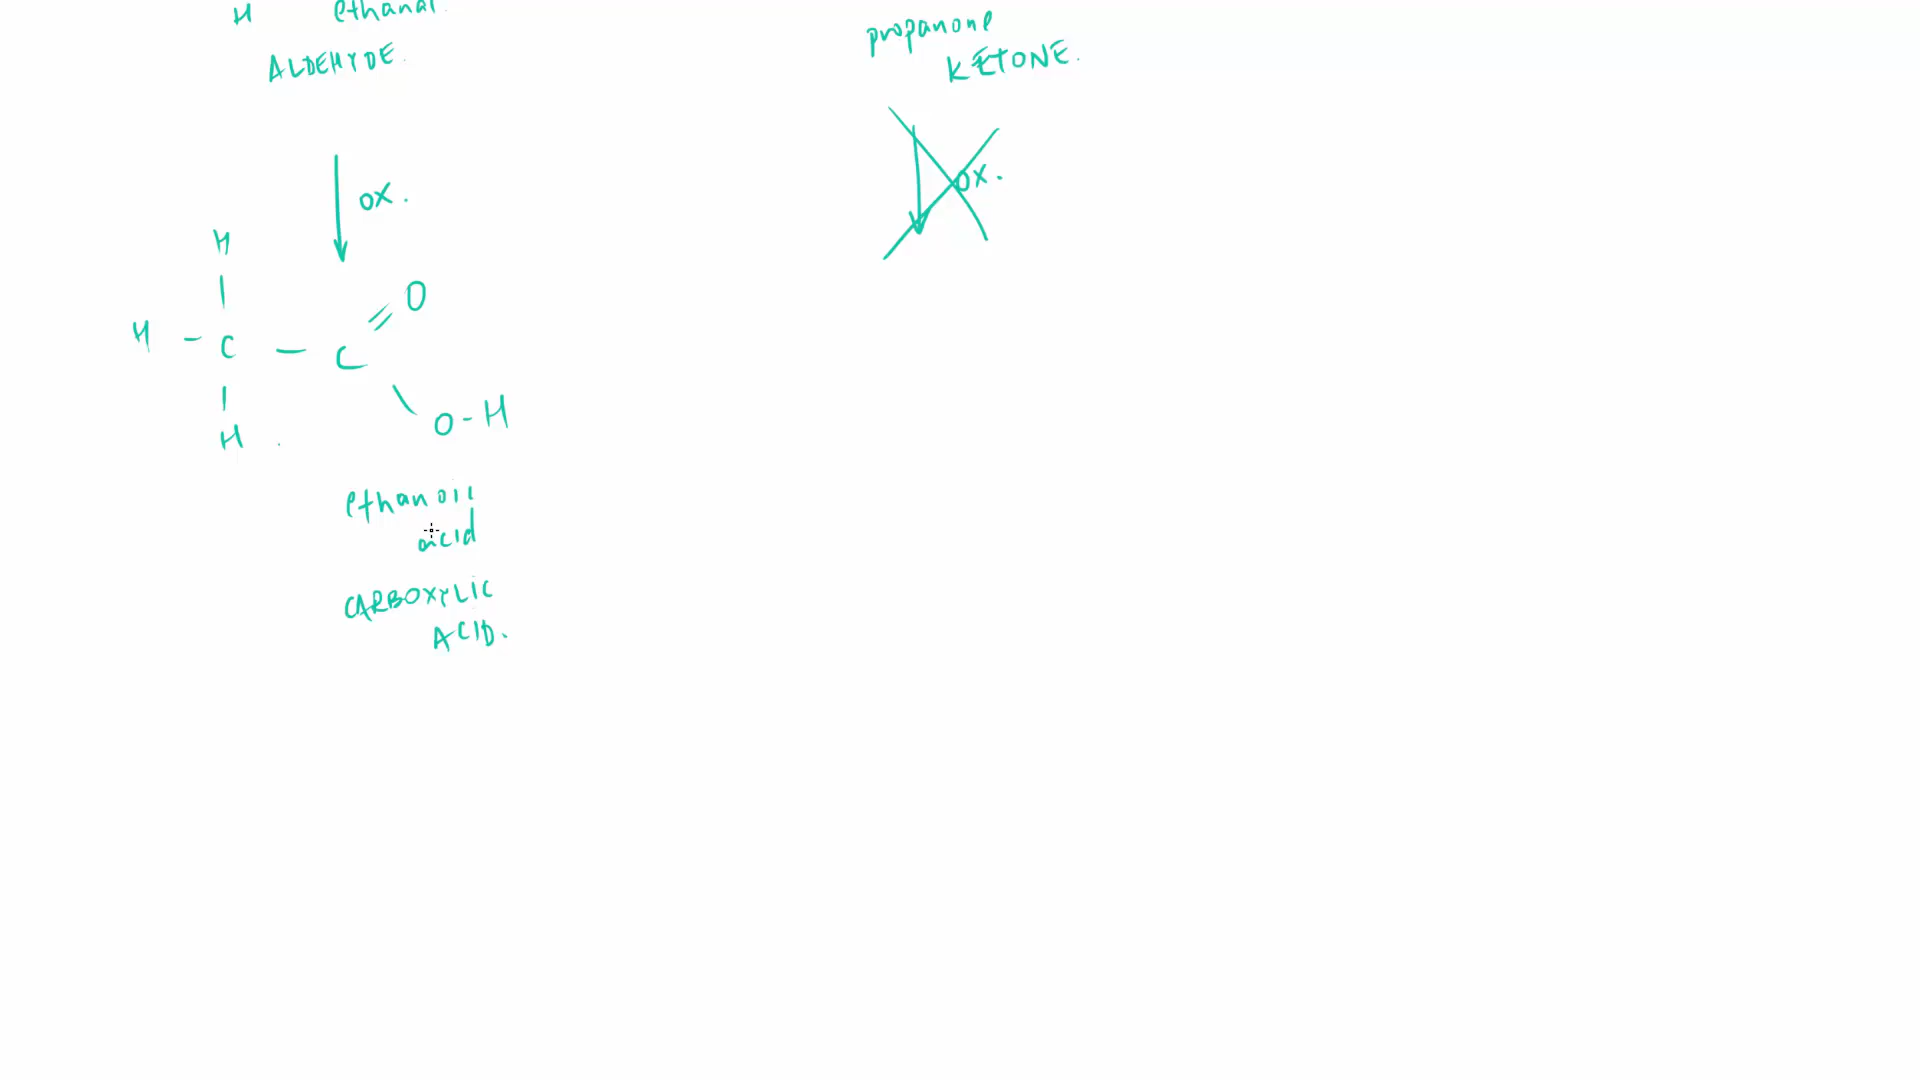 H ethanal.
ALDEHYDE.
propanone
KETONE.
ox.
ox.
H
|
H - C - C = O
|
H .
\ O - H
ethanoic
acid
CARBOXYLIC
ACID.